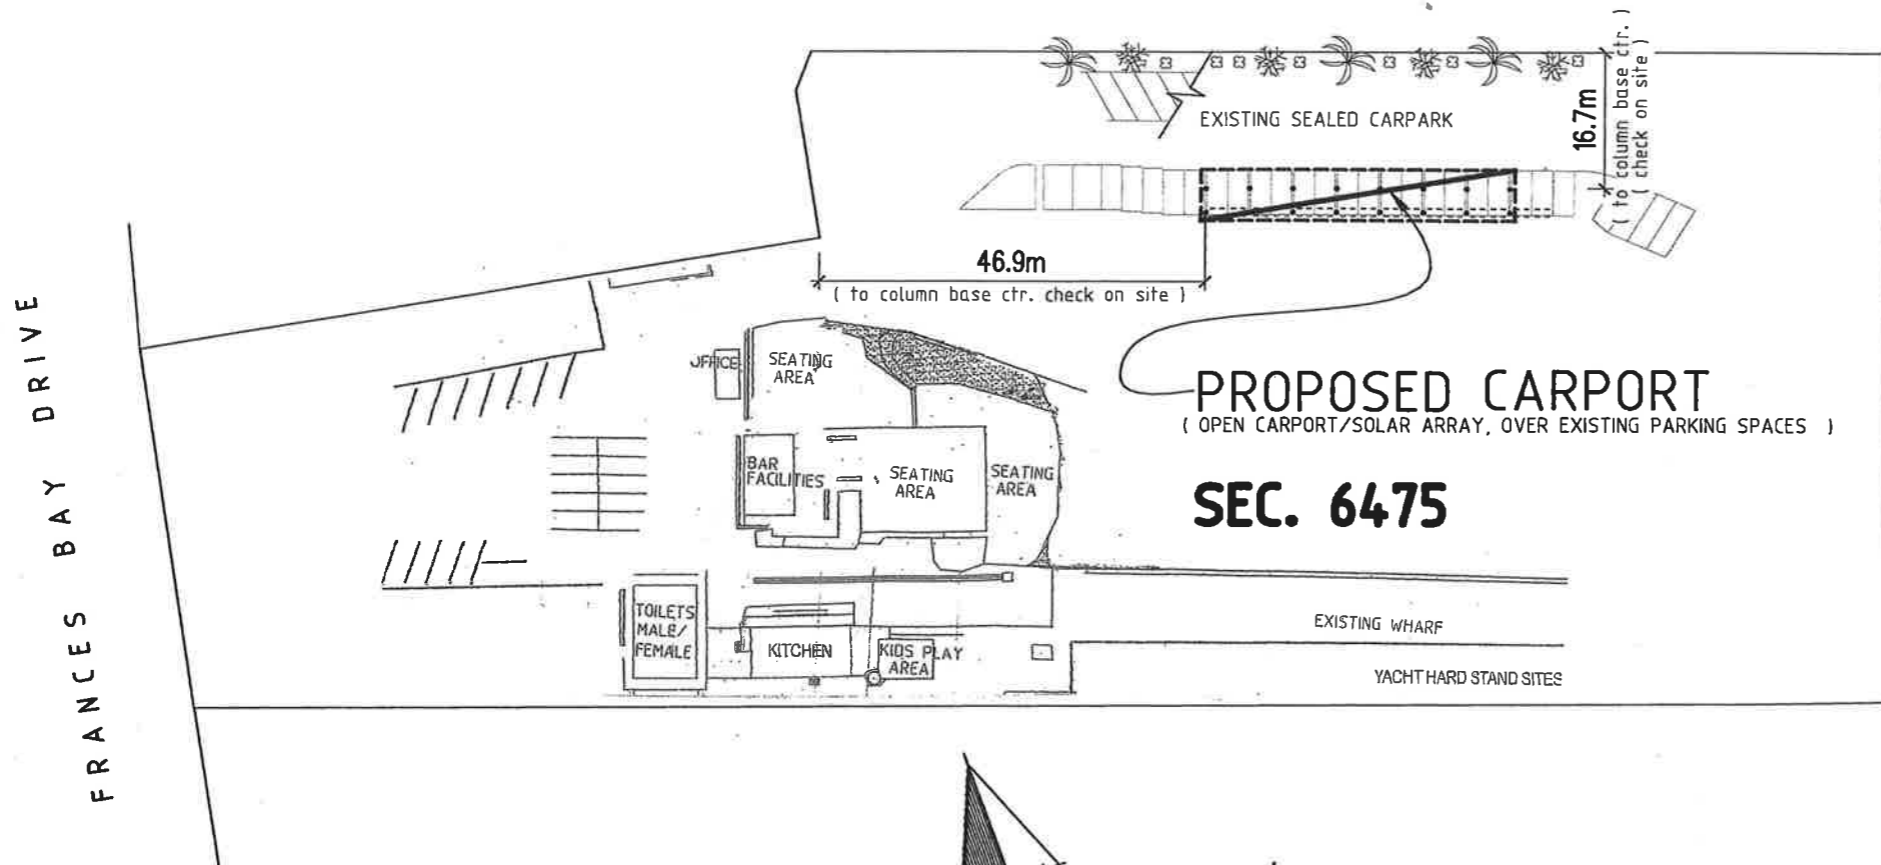 EXISTING SEALED CARPARK
16.7m
( to column base ctr. )
( check on site )
46.9m
( to column base ctr. check on site )
FRANCES BAY DRIVE
OFFICE
SEATING
AREA
PROPOSED CARPORT
( OPEN CARPORT/SOLAR ARRAY, OVER EXISTING PARKING SPACES )
BAR
FACILITIES
SEATING
AREA
SEATING
AREA
SEC. 6475
TOILETS
MALE/
FEMALE
KITCHEN
KIDS PLAY
AREA
EXISTING WHARF
YACHT HARD STAND SITES